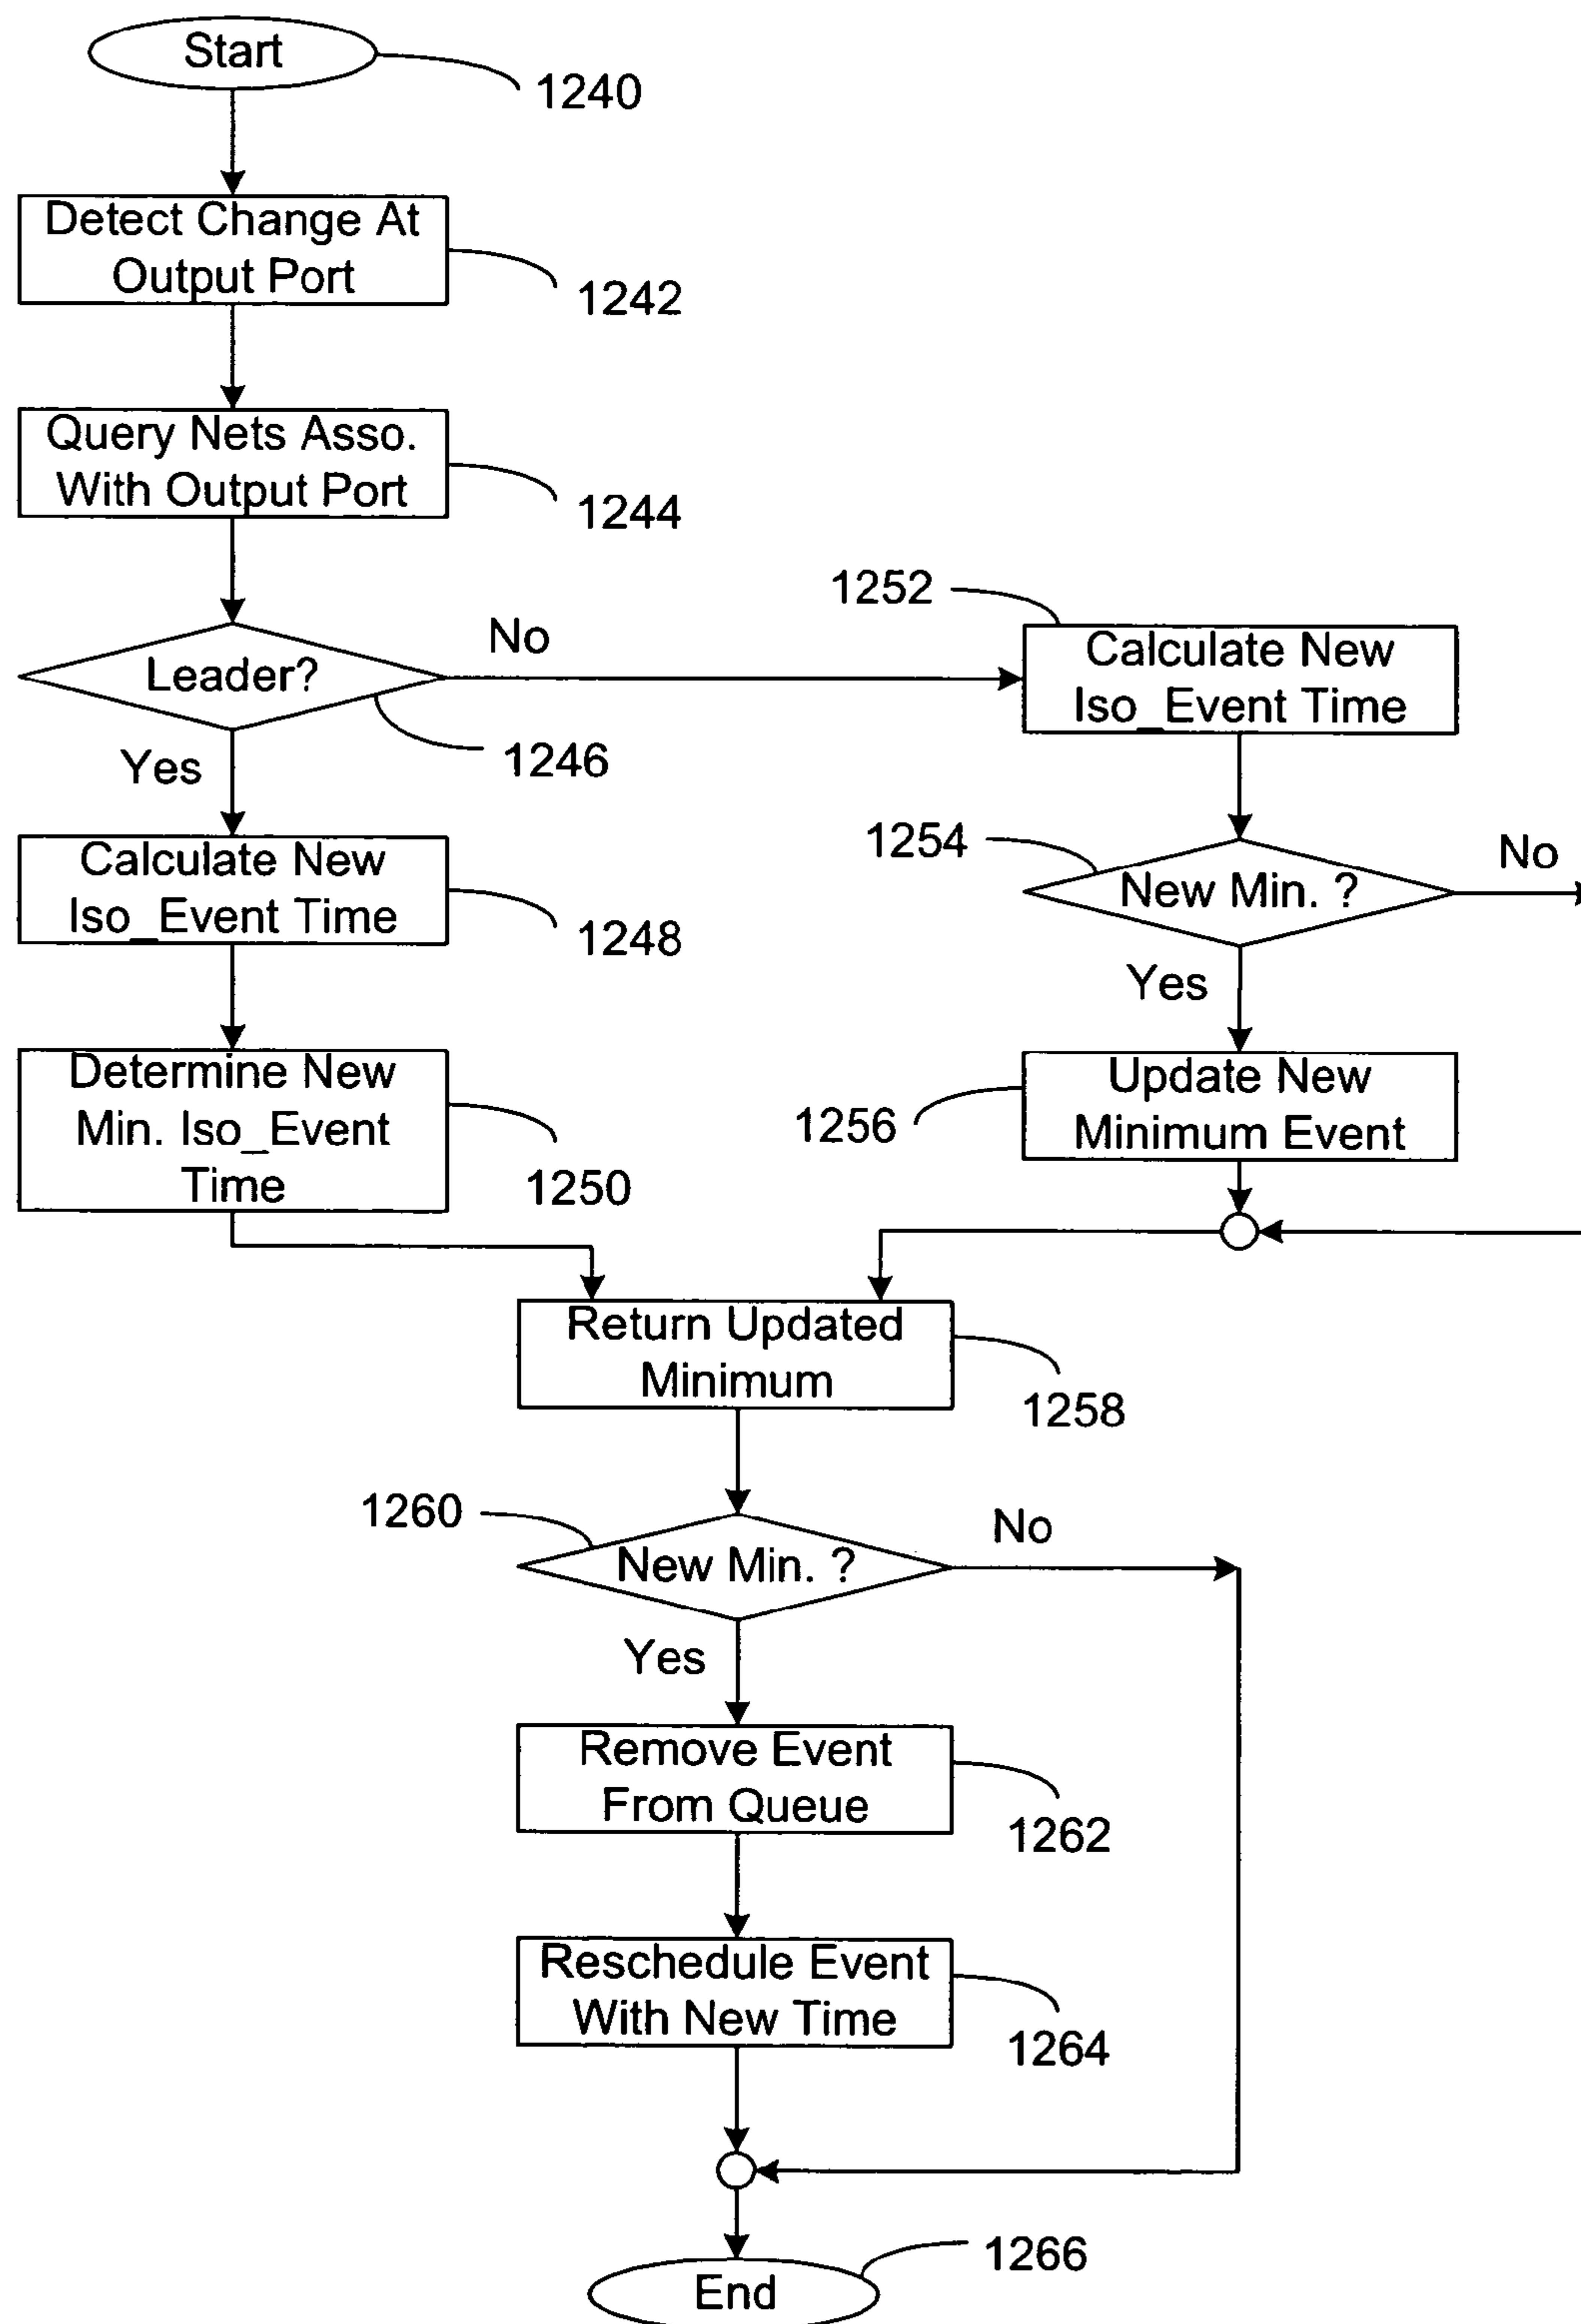 Start
1240
Detect Change At
Output Port
1242
Query Nets Asso.
With Output Port
1244
Leader?
No
1246
Yes
1252
Calculate New
Iso_Event Time
Calculate New
Iso_Event Time
1248
1254
New Min. ?
No
Yes
Determine New
Min. Iso_Event
Time
1250
Update New
Minimum Event
1256
Return Updated
Minimum
1258
1260
New Min. ?
No
Yes
Remove Event
From Queue
1262
Reschedule Event
With New Time
1264
End
1266